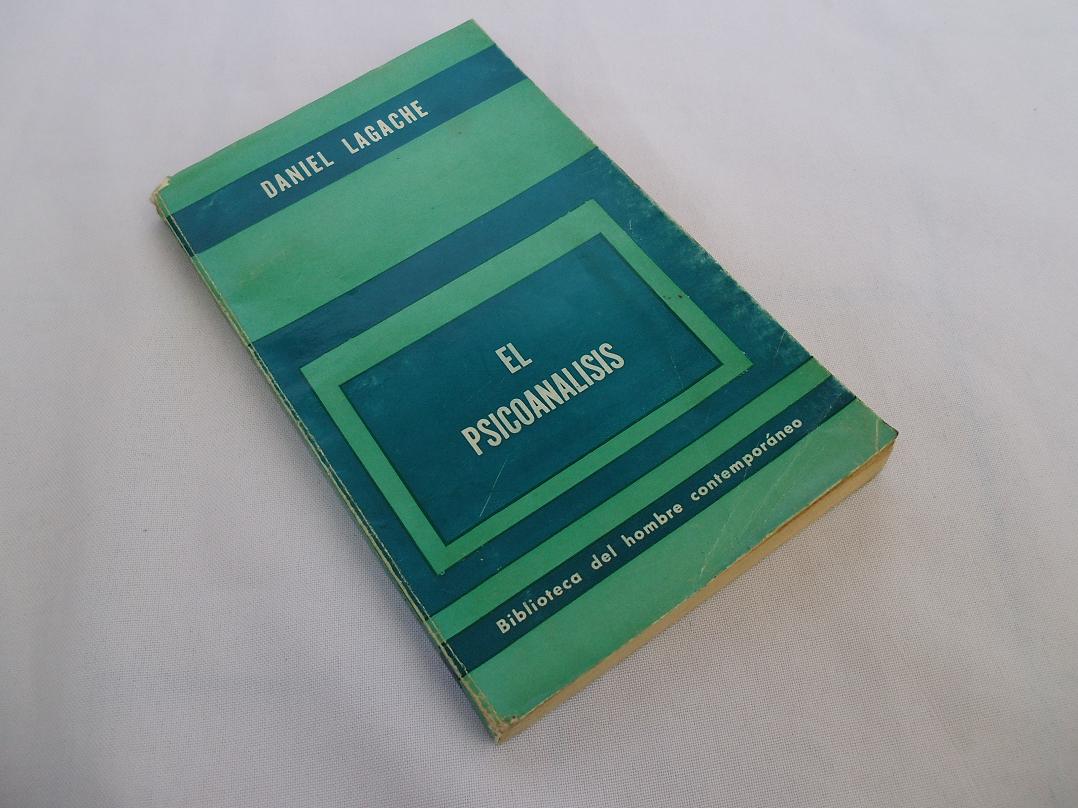 DANIEL LAGACHE
EL
PSICOANALISIS
Biblioteca del hombre contemporáneo